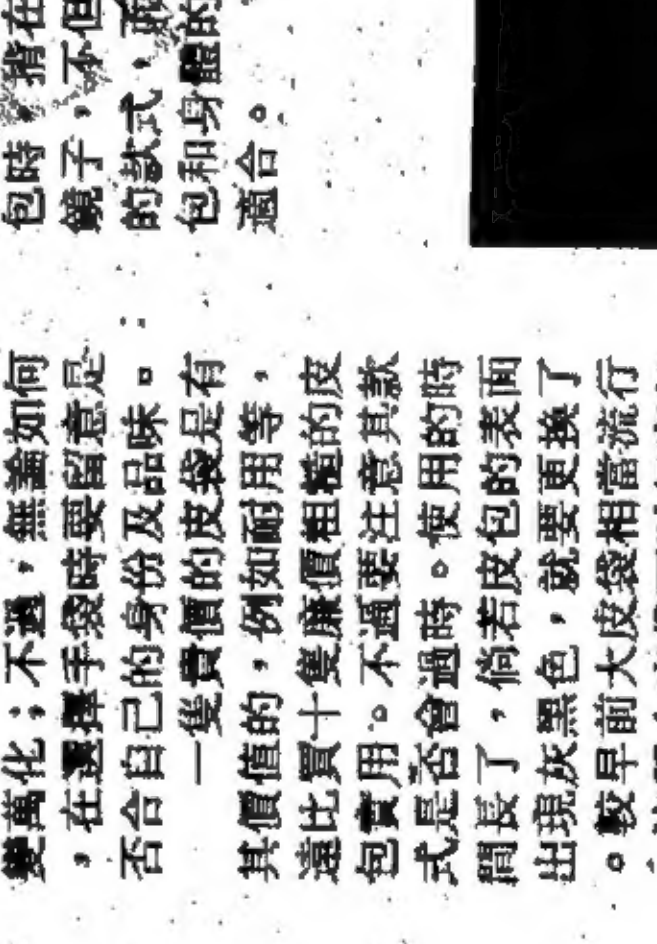 變萬化；不過，無論如何
，在選擇手袋時要留意是
否合自己的身份及品味。
一隻貴價的皮袋是有
其價值的，例如耐用等，
遠比買十隻廉價粗糙的皮
包實用。不過要注意其款
式是否會過時。使用的時
間長了，倘若皮包的表面
出現灰黑色，就要更換了
。較早前大皮袋相當流行
包時，揹在
鏡子，不但
的款式，
包和身體的
適合。